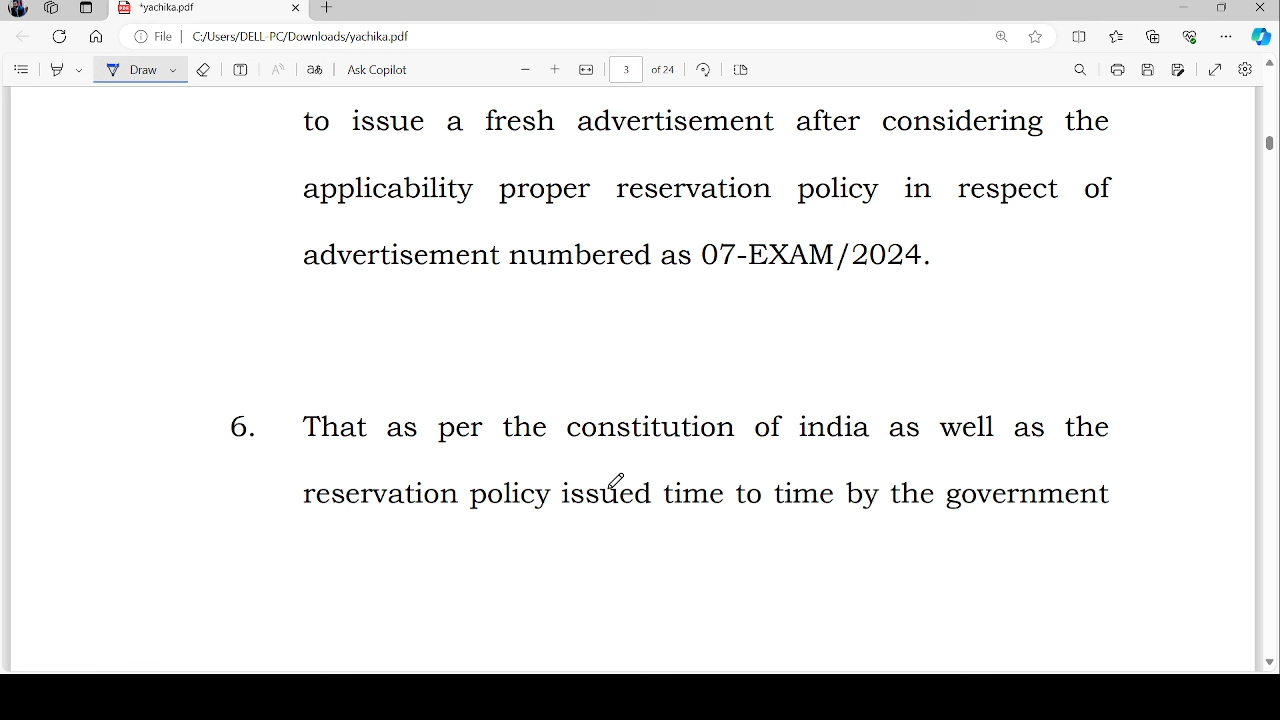 *yachika.pdf
File | C:/Users/DELL-PC/Downloads/yachika.pdf
Draw aあ Ask Copilot 3 of 24
to issue a fresh advertisement after considering the
applicability proper reservation policy in respect of
advertisement numbered as 07-EXAM/2024.
6. That as per the constitution of india as well as the
reservation policy issued time to time by the government